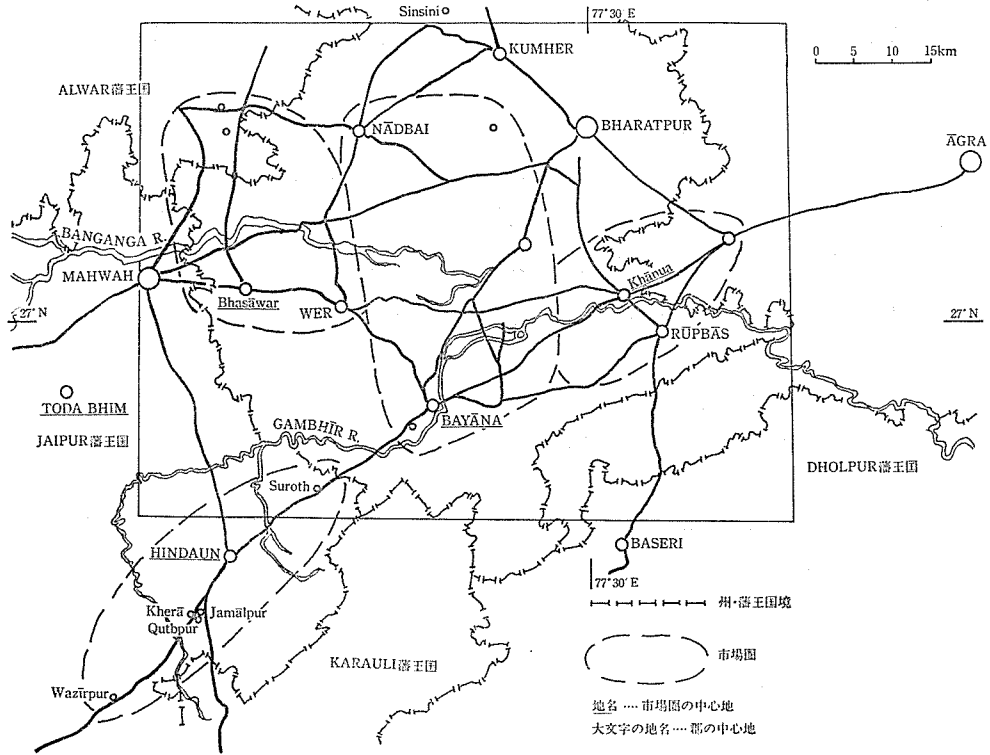 Sinsini
77°30′E
KUMHER
0 5 10 15km
ALWAR藩王国
NĀDBAI
BHARATPUR
ĀGRA
BANGANGA R.
MAHWAH
Bhasāwar
WER
Khānua
27°N
27°N
RŪPBĀS
TODA BHIM
BAYĀNA
JAIPUR藩王国
GAMBHĪR R.
DHOLPUR藩王国
Suroth
HINDAUN
BASERI
77°30′E
州・藩王国境
Kherā
Jamālpur
Qutbpur
市場圏
KARAULI藩王国
Wazīrpur
地名 ‥‥ 市場圏の中心地
大文字の地名 ‥‥ 郡の中心地